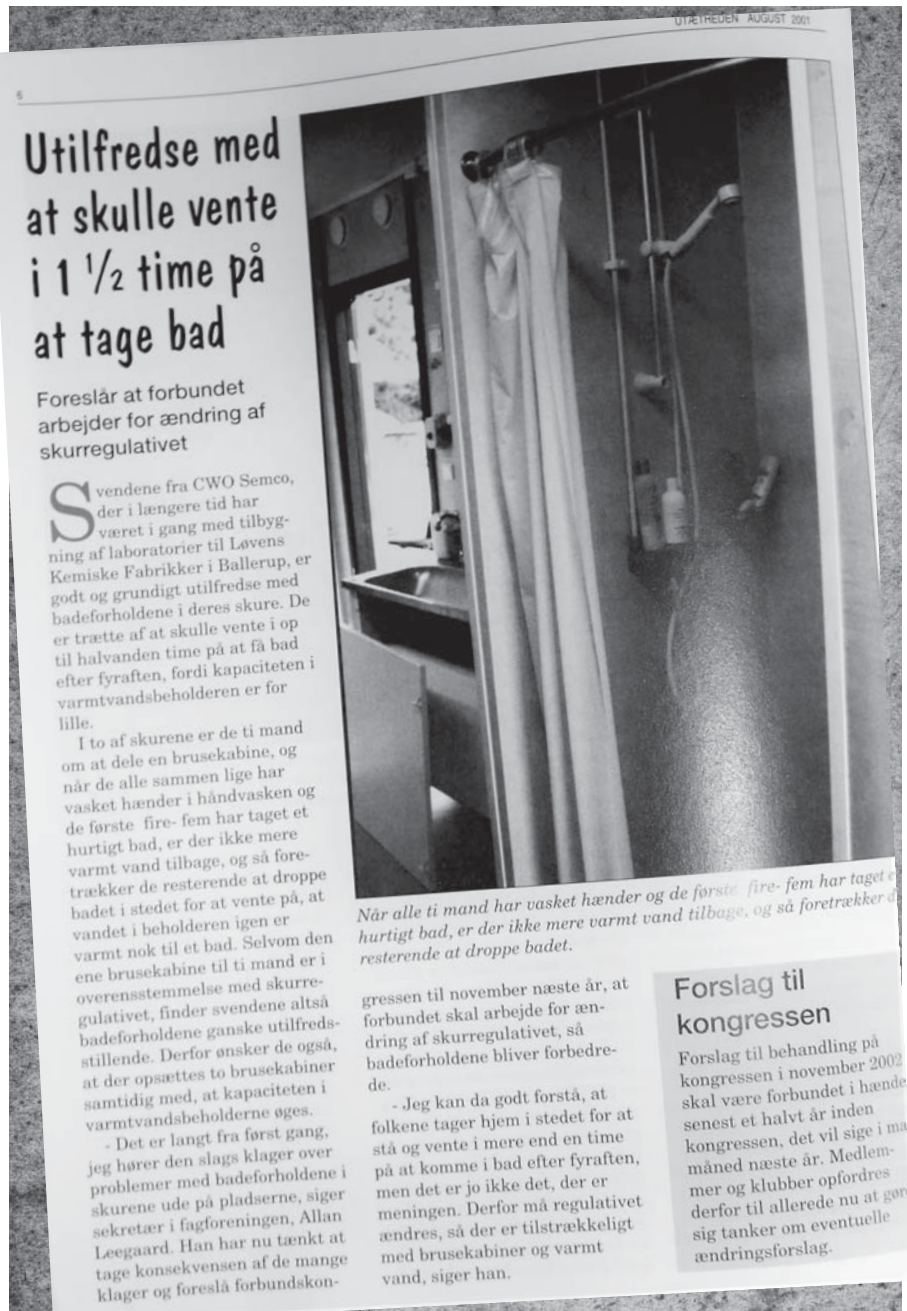 UTÆTHEDEN AUGUST 2001
6
Utilfredse med
at skulle vente
i 1 1/2 time på
at tage bad
Foreslår at forbundet
arbejder for ændring af
skurregulativet
Svendene fra CWO Semco,
der i længere tid har
været i gang med tilbyg-
ning af laboratorier til Løvens
Kemiske Fabrikker i Ballerup, er
godt og grundigt utilfredse med
badeforholdene i deres skure. De
er trætte af at skulle vente i op
til halvanden time på at få bad
efter fyraften, fordi kapaciteten i
varmtvandsbeholderen er for
lille.
I to af skurene er de ti mand
om at dele en brusekabine, og
når de alle sammen lige har
vasket hænder i håndvasken og
de første fire- fem har taget et
hurtigt bad, er der ikke mere
varmt vand tilbage, og så fore-
trækker de resterende at droppe
badet i stedet for at vente på, at
vandet i beholderen igen er
varmt nok til et bad. Selvom den
ene brusekabine til ti mand er i
overensstemmelse med skurre-
gulativet, finder svendene altså
badeforholdene ganske utilfreds-
stillende. Derfor ønsker de også,
at der opsættes to brusekabiner
samtidig med, at kapaciteten i
varmtvandsbeholderne øges.
- Det er langt fra først gang,
jeg hører den slags klager over
problemer med badeforholdene i
skurene ude på pladserne, siger
sekretær i fagforeningen, Allan
Leegaard. Han har nu tænkt at
tage konsekvensen af de mange
klager og foreslå forbundskon-
Når alle ti mand har vasket hænder og de første fire- fem har taget e
hurtigt bad, er der ikke mere varmt vand tilbage, og så foretrækker d
resterende at droppe badet.
gressen til november næste år, at
forbundet skal arbejde for æn-
dring af skurregulativet, så
badeforholdene bliver forbedre-
de.
- Jeg kan da godt forstå, at
folkene tager hjem i stedet for at
stå og vente i mere end en time
på at komme i bad efter fyraften,
men det er jo ikke det, der er
meningen. Derfor må regulativet
ændres, så der er tilstrækkeligt
med brusekabiner og varmt
vand, siger han.
Forslag til
kongressen
Forslag til behandling på
kongressen i november 2002
skal være forbundet i hænde
senest et halvt år inden
kongressen, det vil sige i ma
måned næste år. Medlem-
mer og klubber opfordres
derfor til allerede nu at gøre
sig tanker om eventuelle
ændringsforslag.